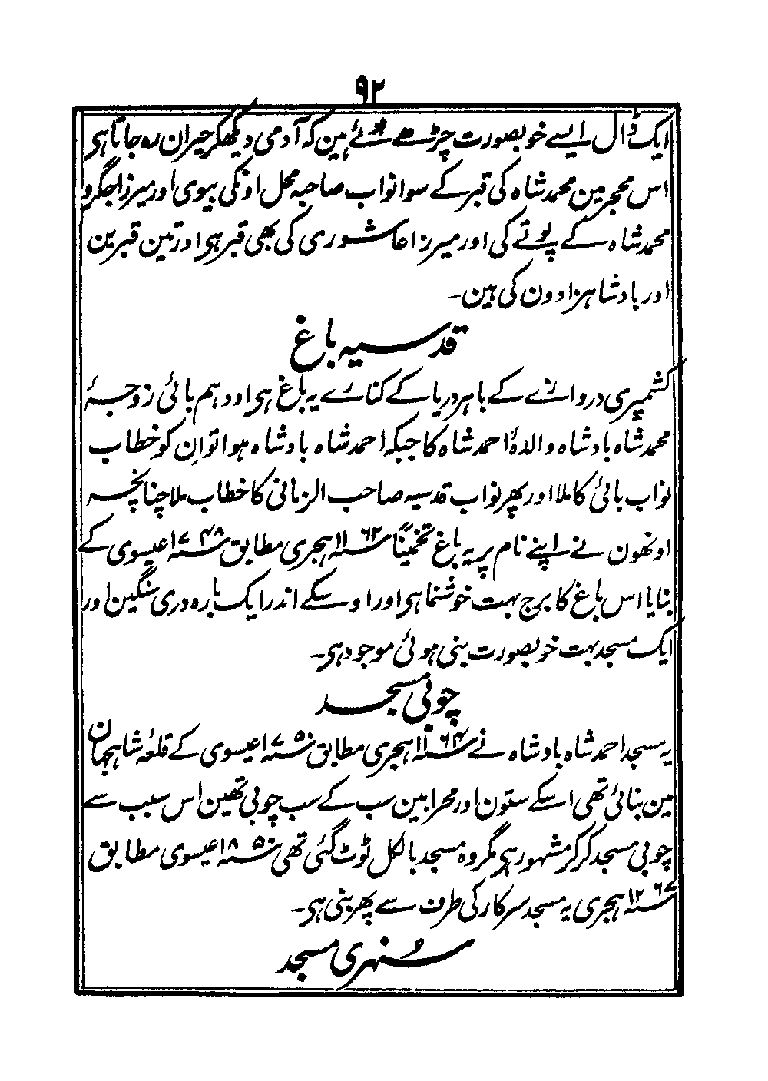 ۹۲
ایک ڈال ایسے خوبصورت چڑھے ہوئے ہین کہ آدمی دیکھکر حیران رہ جاتا ہی
اس محجر مین محمد شاہ کی قبر کے سوا نواب صاحبہ محل اونکی بیوی اور میرزا جگرو
محمد شاہ کے پوتے کی اور میرزا عاشوری کی بھی قبر ہی اور تین قبرین
اور بادشاہزادون کی ہین۔
قدسیہ باغ
کشمیری دروازے کے باہر دریا کے کنارے یہ باغ ہی اودہم بائی زوجۂ
محمد شاہ بادشاہ والدۂ احمد شاہ کا جبکہ احمد شاہ بادشاہ ہوا تو ان کو خطاب
نواب بائی کا ملا اور پھر نواب قدسیہ صاحب الزمانی کا خطاب ملا چنانچہ
اونھون نے اپنے نام پر یہ باغ تخمیناً ۱۱۶۲ ہجری مطابق ۱۷۴۸ عیسوی کے
بنایا اس باغ کا برج بہت خوشنما ہی اور اوسکے اندر ایک بارہ دری سنگین اور
ایک مسجد بہت خوبصورت بنی ہوئی موجود ہی۔
چوبی مسجد
یہ مسجد احمد شاہ بادشاہ نے ۱۱۶۴ ہجری مطابق ۱۷۵۰ عیسوی کے قلعۂ شاہجہان
مین بنائی تھی اسکے ستون اور محرابین سب کے سب چوبی تھین اس سبب سے
چوبی مسجد کر کر مشہور ہی مگر وہ مسجد بالکل ٹوٹ گئی تھی ۱۸۵۰ عیسوی مطابق
۱۲۶۷ ہجری یہ مسجد سرکار کی طرف سے پھر بنی ہی۔
سنہری مسجد